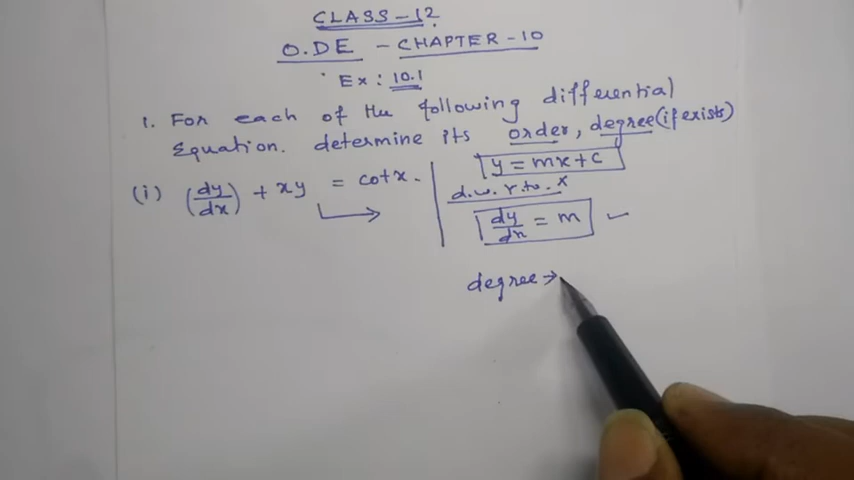 CLASS-12
O.DE - CHAPTER-10
Ex: 10.1
1. For each of the following differential
Equation. determine its order, degree (if exists)
y = mx + c
(i) (dy/dx) + xy = cotx.
d.w.r.to.x
dy/dx = m ✓
degree →